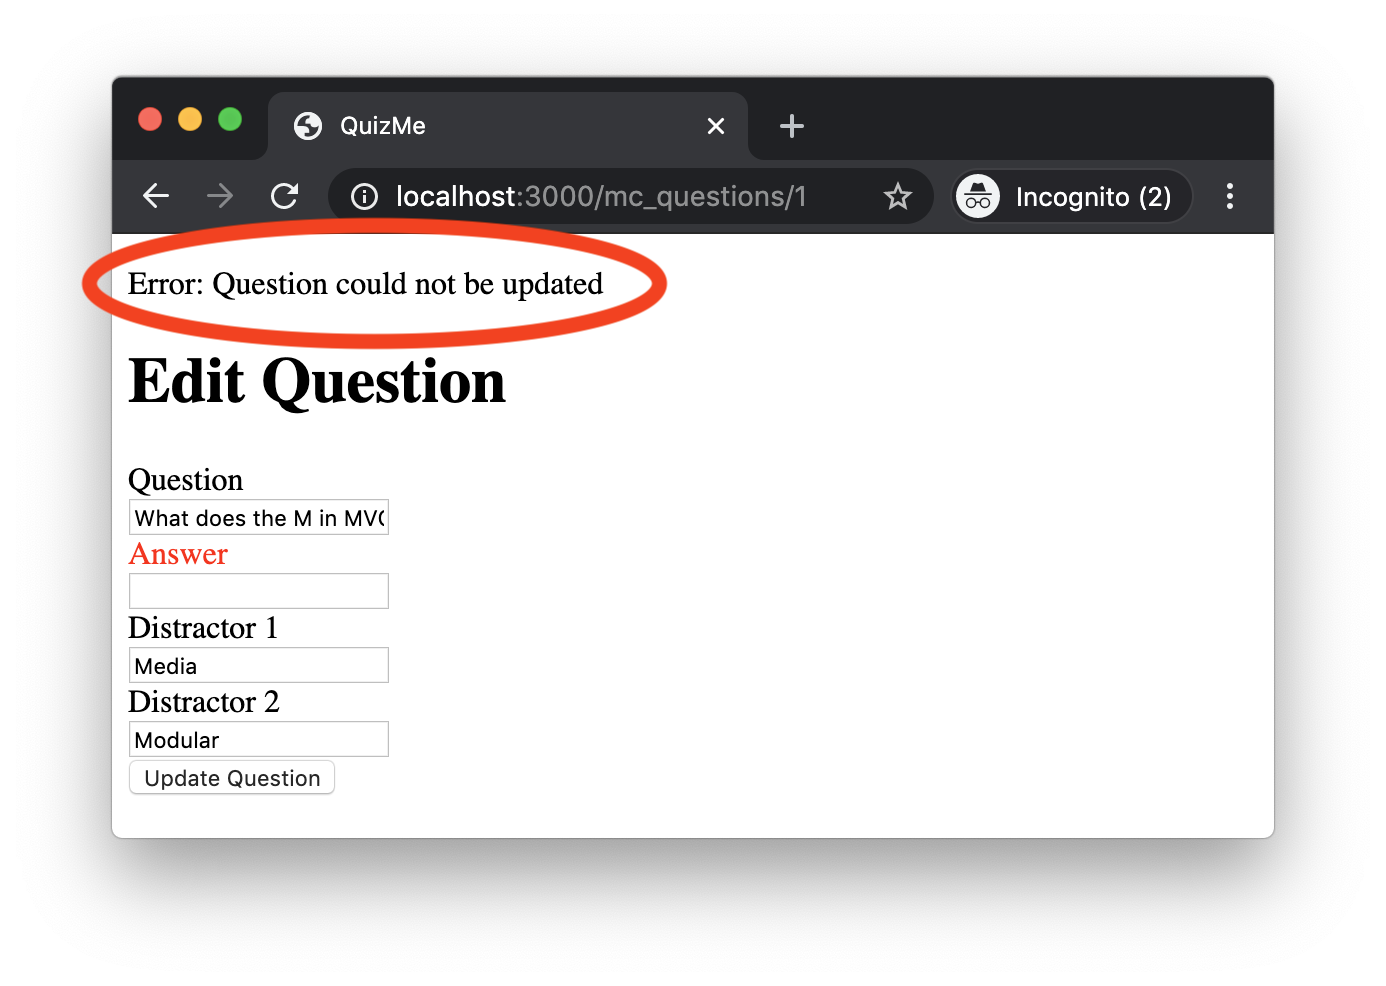 QuizMe
localhost:3000/mc_questions/1
Incognito (2)
Error: Question could not be updated
Edit Question
Question
What does the M in MV
Answer
Distractor 1
Media
Distractor 2
Modular
Update Question